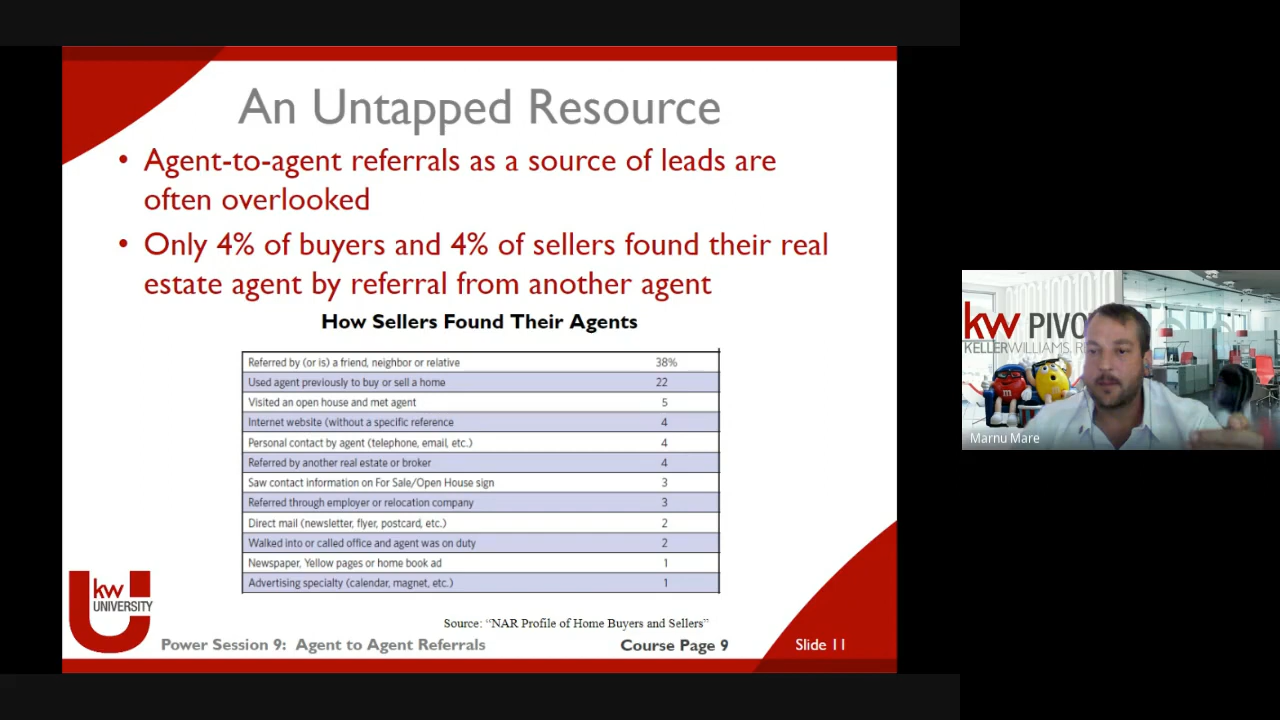 An Untapped Resource
• Agent-to-agent referrals as a source of leads are
often overlooked
• Only 4% of buyers and 4% of sellers found their real
estate agent by referral from another agent
How Sellers Found Their Agents
Referred by (or is) a friend, neighbor or relative 38%
Used agent previously to buy or sell a home 22
Visited an open house and met agent 5
Internet website (without a specific reference 4
Personal contact by agent (telephone, email, etc.) 4
Referred by another real estate or broker 4
Saw contact information on For Sale/Open House sign 3
Referred through employer or relocation company 3
Direct mail (newsletter, flyer, postcard, etc.) 2
Walked into or called office and agent was on duty 2
Newspaper, Yellow pages or home book ad 1
Advertising specialty (calendar, magnet, etc.) 1
Source: “NAR Profile of Home Buyers and Sellers”
kw
UNIVERSITY
Power Session 9: Agent to Agent Referrals
Course Page 9
Slide 11
kw PIVO
KELLERWILLIAMS. R
m
Marnu Mare